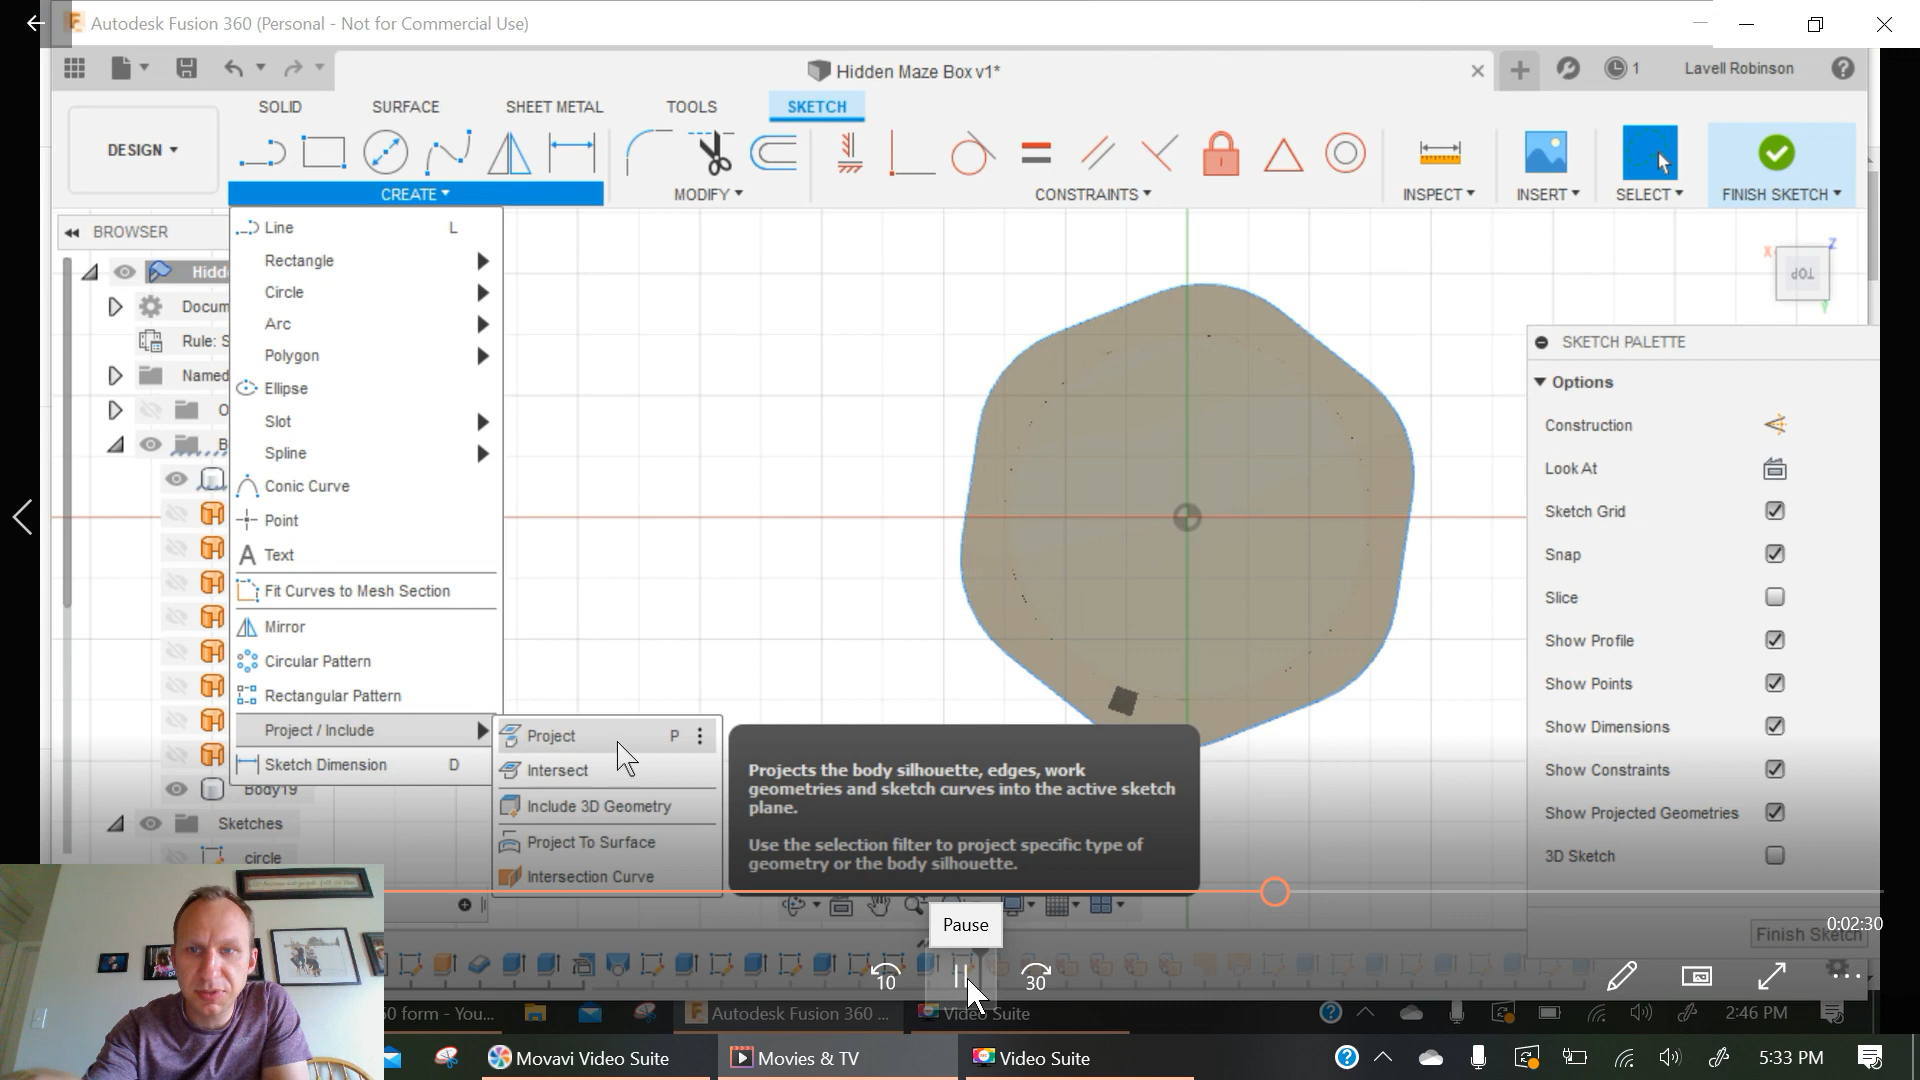 Autodesk Fusion 360 (Personal - Not for Commercial Use)
Hidden Maze Box v1*
1
Lavell Robinson
SOLID
SURFACE
SHEET METAL
TOOLS
SKETCH
DESIGN
CREATE
MODIFY
CONSTRAINTS
INSPECT
INSERT
SELECT
FINISH SKETCH
BROWSER
Hidd
Docum
Rule: S
Named
O
B
Body19
Sketches
circle
Line L
Rectangle
Circle
Arc
Polygon
Ellipse
Slot
Spline
Conic Curve
Point
Text
Fit Curves to Mesh Section
Mirror
Circular Pattern
Rectangular Pattern
Project / Include
Sketch Dimension D
Project P
Intersect
Include 3D Geometry
Project To Surface
Intersection Curve
Projects the body silhouette, edges, work
geometries and sketch curves into the active sketch
plane.
Use the selection filter to project specific type of
geometry or the body silhouette.
X
Z
Y
TOP
SKETCH PALETTE
Options
Construction
Look At
Sketch Grid
Snap
Slice
Show Profile
Show Points
Show Dimensions
Show Constraints
Show Projected Geometries
3D Sketch
Finish Sketch
0:02:30
Pause
10
30
60 form - You...
Autodesk Fusion 360 ...
Video Suite
2:46 PM
Movavi Video Suite
Movies & TV
Video Suite
5:33 PM